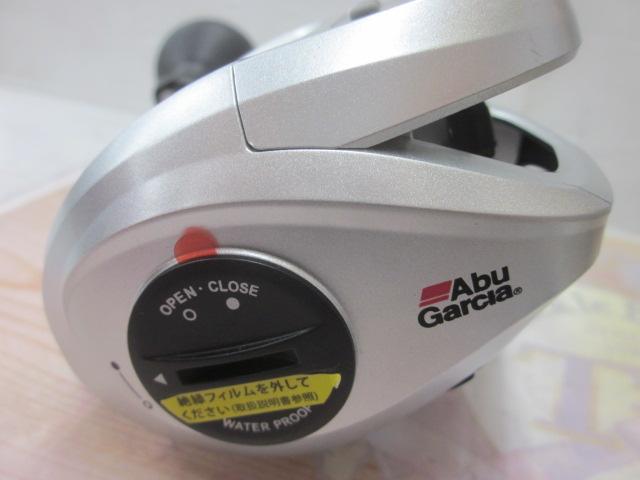 Abu
Garcia®
OPEN・CLOSE
絶縁フィルムを外して
ください(取扱説明書参照)
WATER PROOF